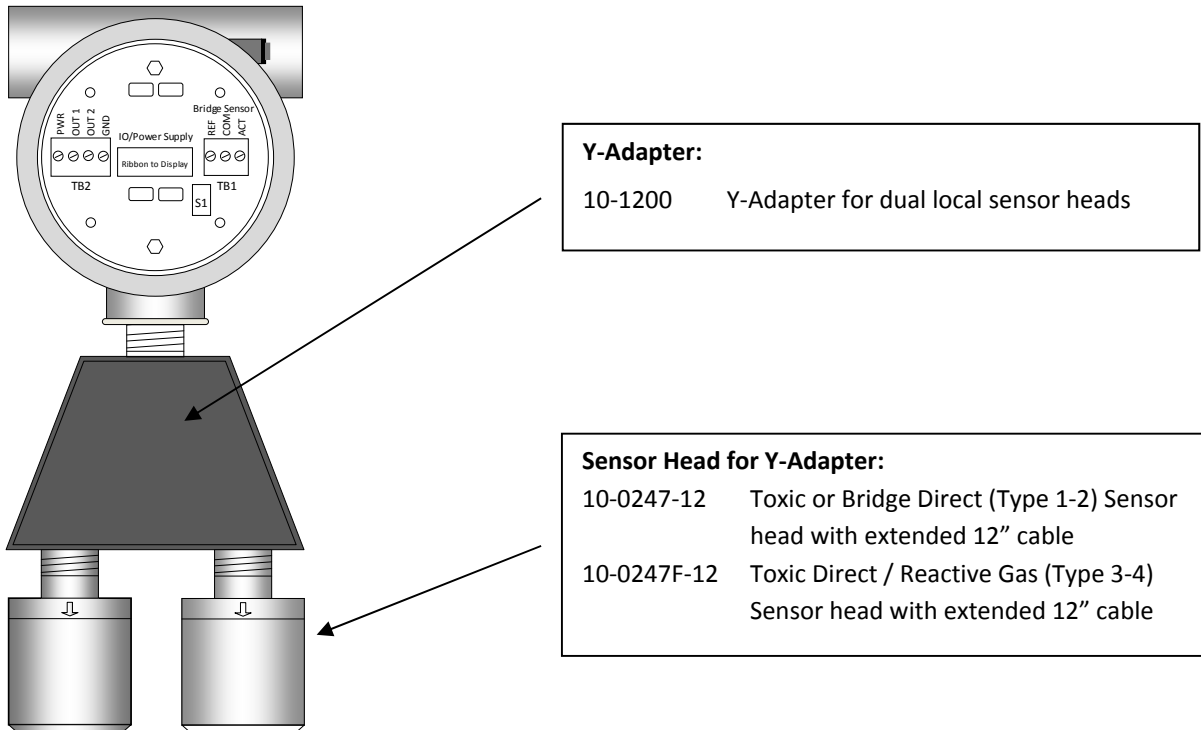 Bridge Sensor
PWR
OUT 1
OUT 2
GND
IO/Power Supply
REF
COM
ACT
Ribbon to Display
TB2
TB1
S1
Y-Adapter:
10-1200 Y-Adapter for dual local sensor heads
Sensor Head for Y-Adapter:
10-0247-12 Toxic or Bridge Direct (Type 1-2) Sensor
head with extended 12” cable
10-0247F-12 Toxic Direct / Reactive Gas (Type 3-4)
Sensor head with extended 12” cable